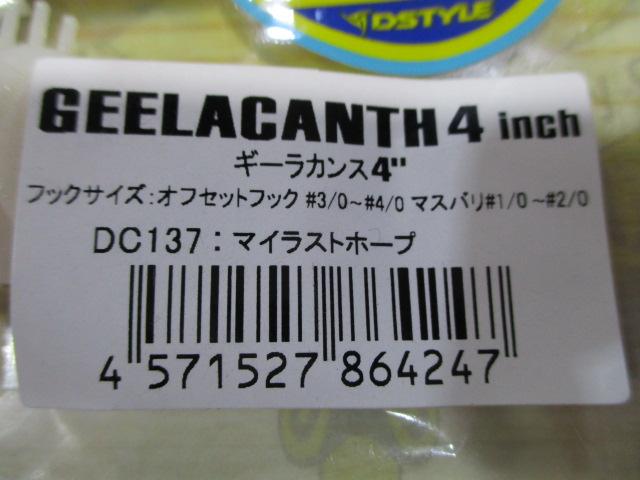 DSTYLE
GEELACANTH 4 inch
ギーラカンス4"
フックサイズ：オフセットフック #3/0～#4/0 マスバリ#1/0～#2/0
DC137：マイラストホープ
4 571527 864247